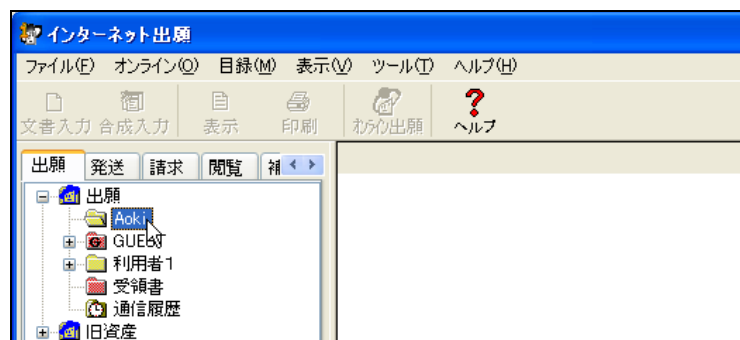 インターネット出願
ファイル(F) オンライン(O) 目録(M) 表示(V) ツール(T) ヘルプ(H)
文書入力 合成入力 表示 印刷 オンライン出願 ヘルプ
出願 発送 請求 閲覧 補
出願
Aoki
GUEST
利用者1
受領書
通信履歴
旧資産